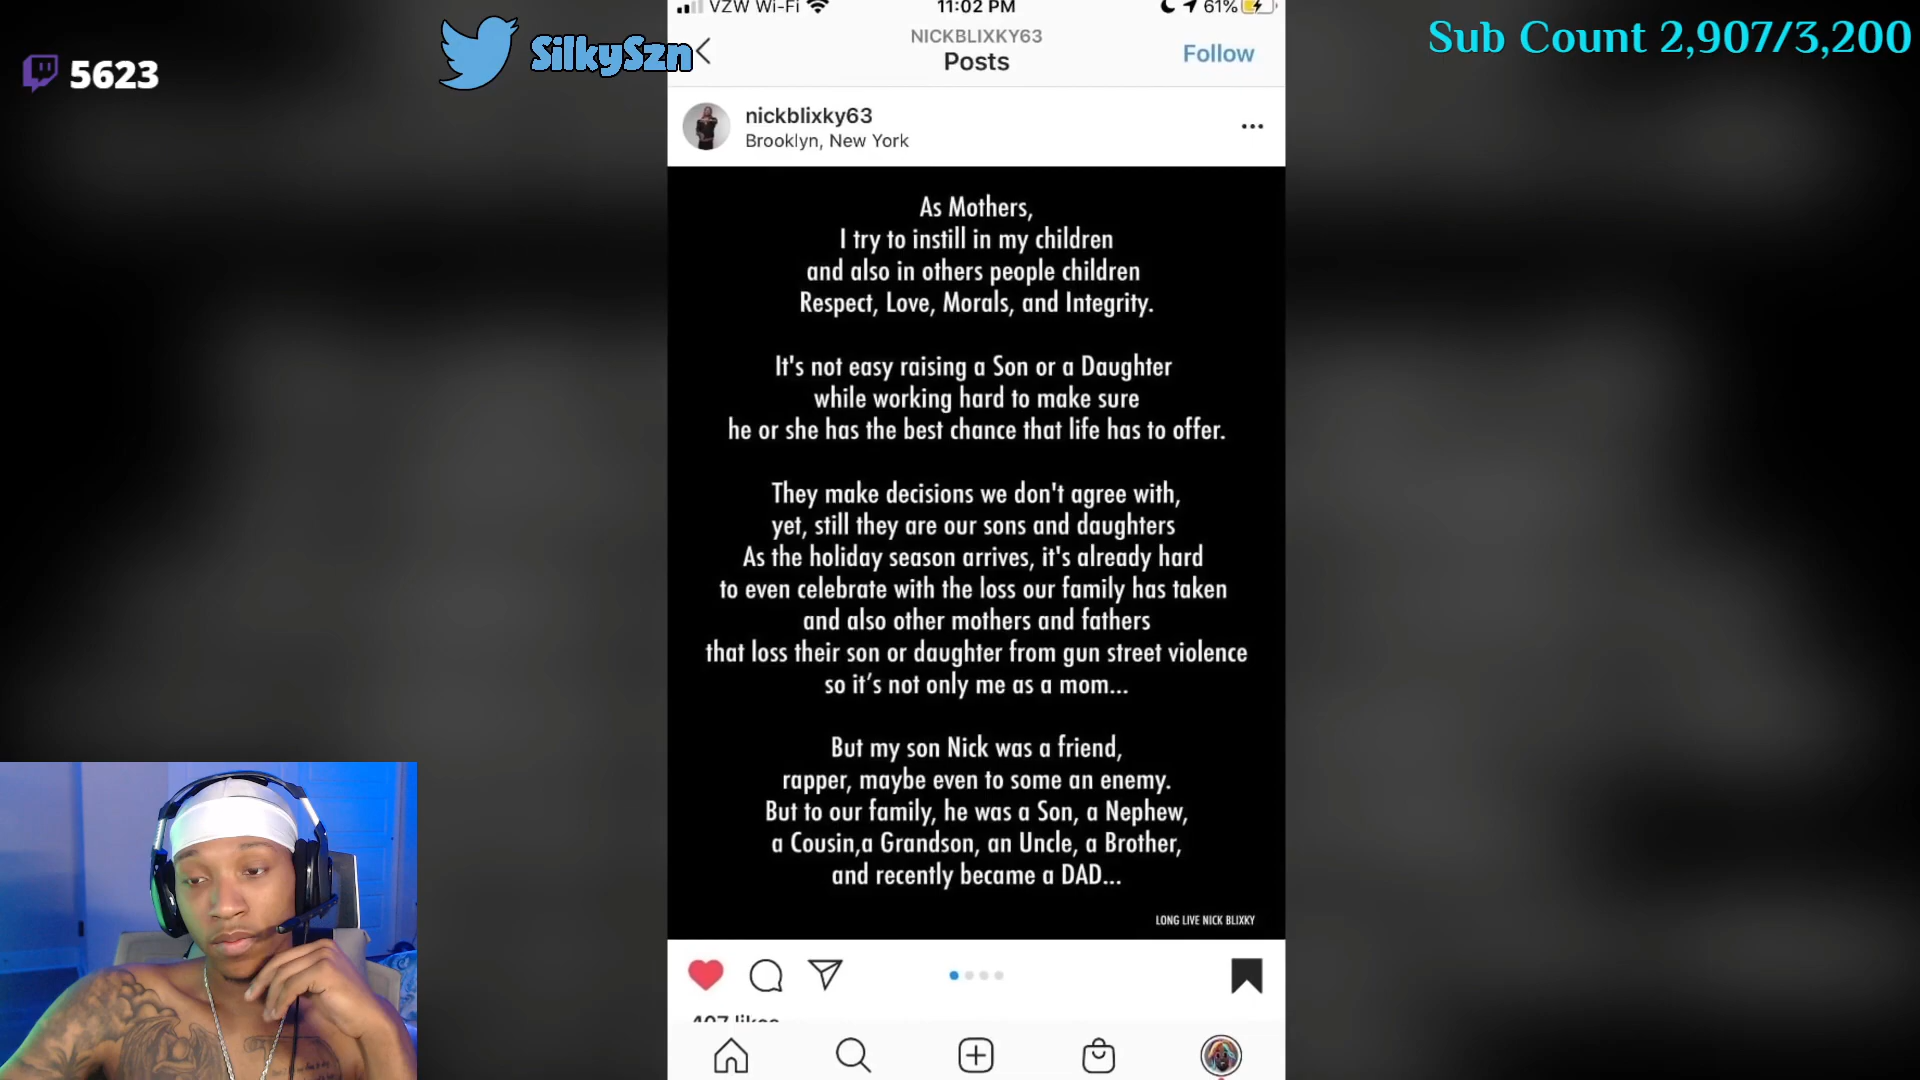 VZW Wi-Fi 11:02 PM 61%
Sub Count 2,907/3,200
5623
SilkySzn
NICKBLIXKY63
Posts
Follow
nickblixky63
Brooklyn, New York
As Mothers,
I try to instill in my children
and also in others people children
Respect, Love, Morals, and Integrity.
It's not easy raising a Son or a Daughter
while working hard to make sure
he or she has the best chance that life has to offer.
They make decisions we don't agree with,
yet, still they are our sons and daughters
As the holiday season arrives, it's already hard
to even celebrate with the loss our family has taken
and also other mothers and fathers
that loss their son or daughter from gun street violence
so it’s not only me as a mom...
But my son Nick was a friend,
rapper, maybe even to some an enemy.
But to our family, he was a Son, a Nephew,
a Cousin,a Grandson, an Uncle, a Brother,
and recently became a DAD...
LONG LIVE NICK BLIXKY
407 likes